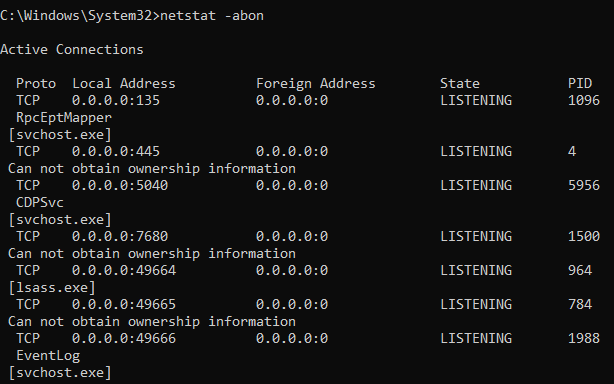 C:\Windows\System32>netstat -abon
Active Connections
Proto Local Address Foreign Address State PID
TCP 0.0.0.0:135 0.0.0.0:0 LISTENING 1096
RpcEptMapper
[svchost.exe]
TCP 0.0.0.0:445 0.0.0.0:0 LISTENING 4
Can not obtain ownership information
TCP 0.0.0.0:5040 0.0.0.0:0 LISTENING 5956
CDPSvc
[svchost.exe]
TCP 0.0.0.0:7680 0.0.0.0:0 LISTENING 1500
Can not obtain ownership information
TCP 0.0.0.0:49664 0.0.0.0:0 LISTENING 964
[lsass.exe]
TCP 0.0.0.0:49665 0.0.0.0:0 LISTENING 784
Can not obtain ownership information
TCP 0.0.0.0:49666 0.0.0.0:0 LISTENING 1988
EventLog
[svchost.exe]